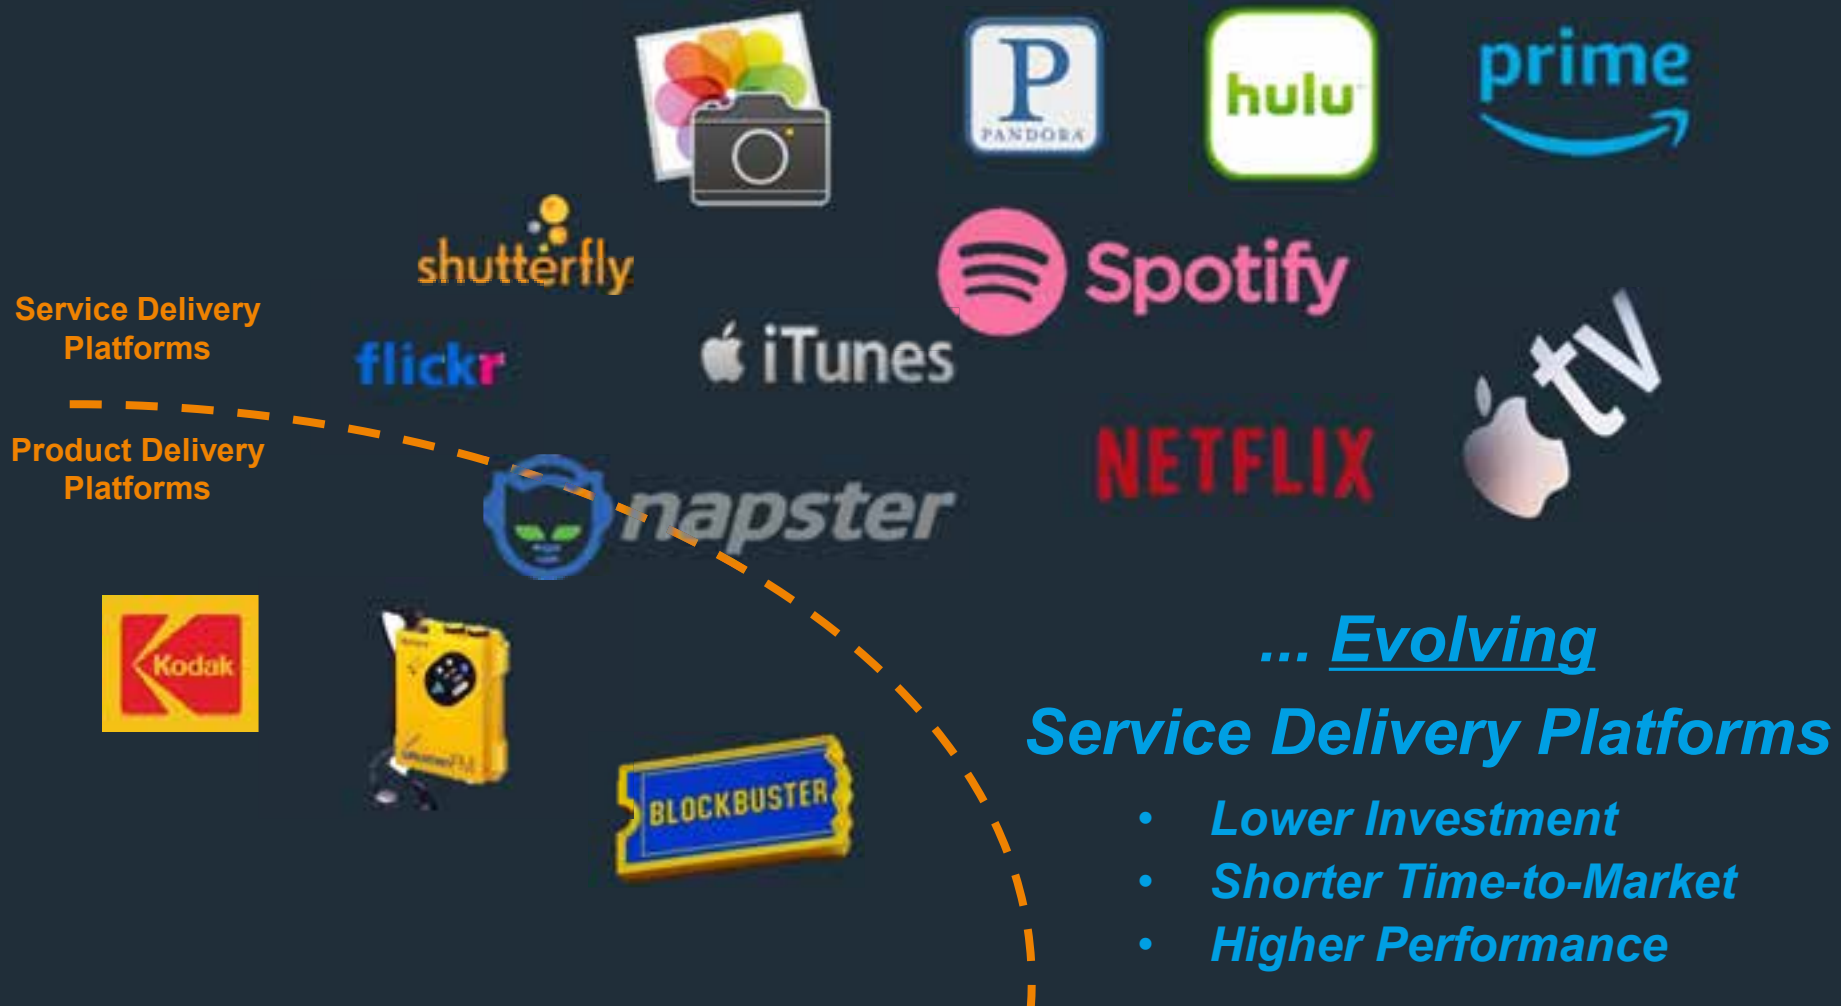 P
PANDORA
hulu
prime
shutterfly
Spotify
Service Delivery
Platforms
flickr
iTunes
tv
Product Delivery
Platforms
NETFLIX
napster
Kodak
BLOCKBUSTER
... Evolving
Service Delivery Platforms
• Lower Investment
• Shorter Time-to-Market
• Higher Performance